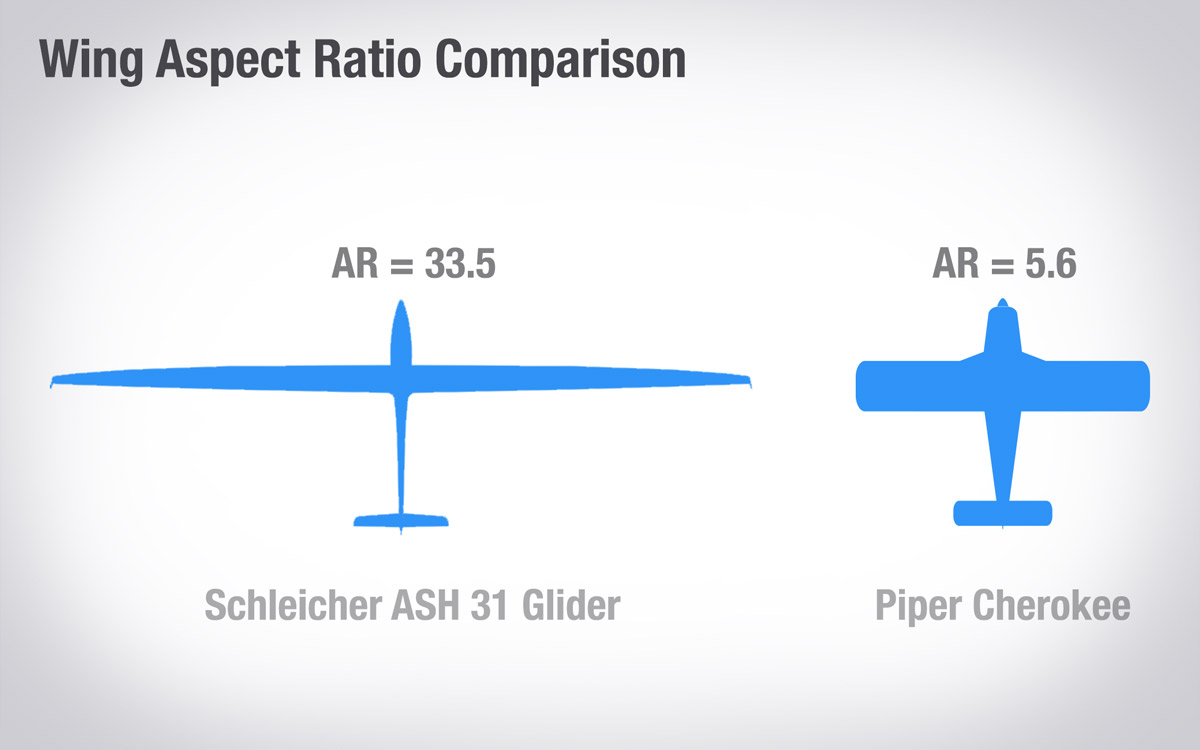 Wing Aspect Ratio Comparison
AR = 33.5
AR = 5.6
Schleicher ASH 31 Glider
Piper Cherokee